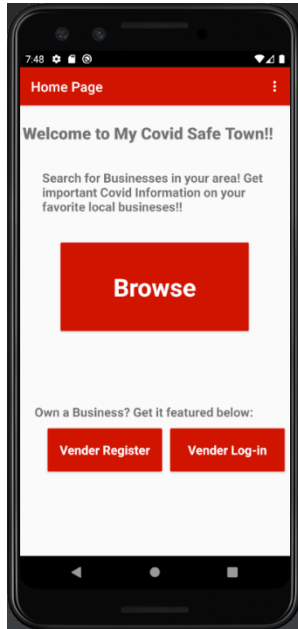 7:48
Home Page
Welcome to My Covid Safe Town!!
Search for Businesses in your area! Get
important Covid Information on your
favorite local busineses!!
Browse
Own a Business? Get it featured below:
Vender Register
Vender Log-in